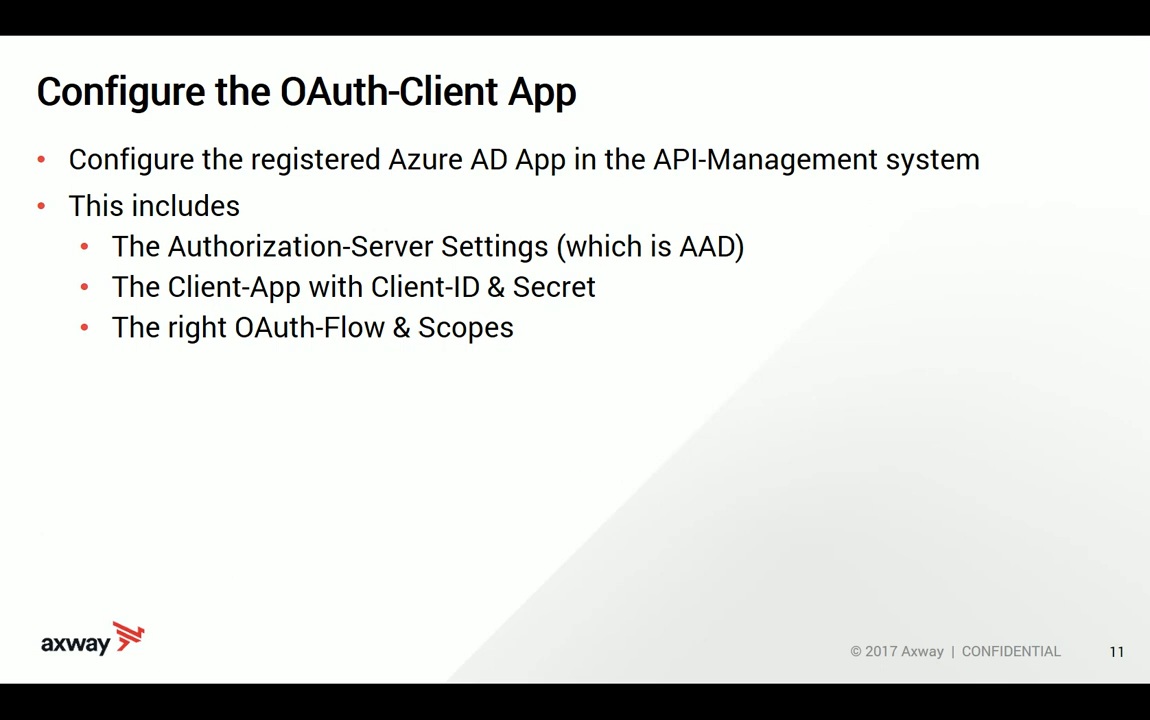 Configure the OAuth-Client App
• Configure the registered Azure AD App in the API-Management system
• This includes
• The Authorization-Server Settings (which is AAD)
• The Client-App with Client-ID & Secret
• The right OAuth-Flow & Scopes
axway
© 2017 Axway | CONFIDENTIAL 11